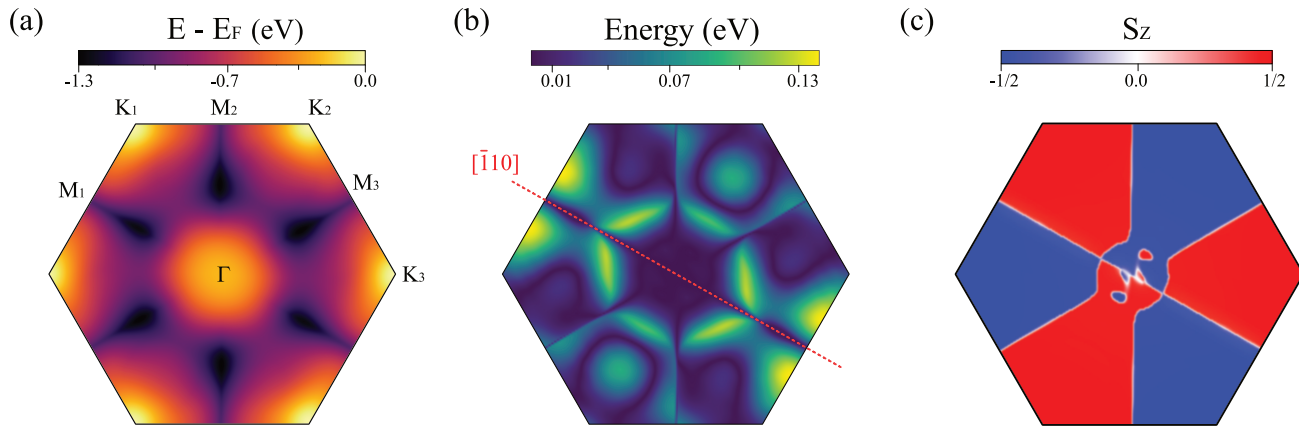 (a) E - EF (eV)
-1.3 -0.7 0.0
K1 M2 K2
M1 M3
Γ K3
(b) Energy (eV)
0.01 0.07 0.13
[1̄10]
(c) SZ
-1/2 0.0 1/2